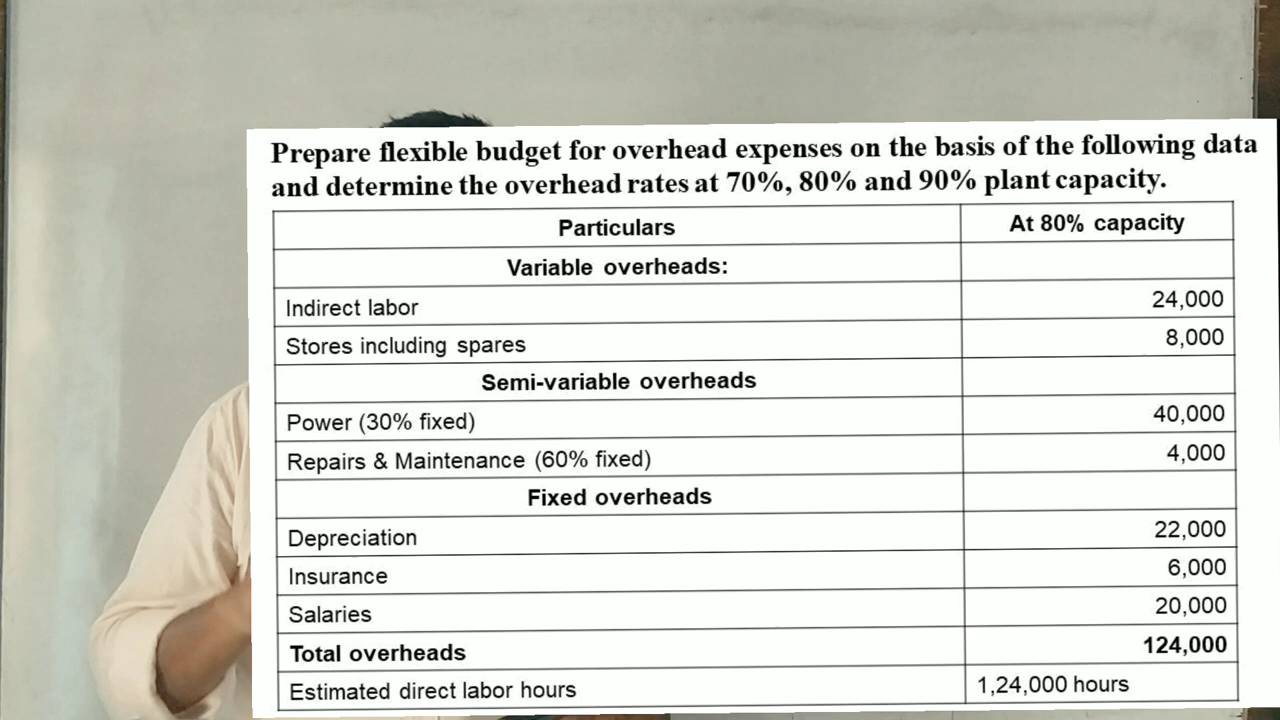 Prepare flexible budget for overhead expenses on the basis of the following data
and determine the overhead rates at 70%, 80% and 90% plant capacity.
Particulars At 80% capacity
Variable overheads:
Indirect labor 24,000
Stores including spares 8,000
Semi-variable overheads
Power (30% fixed) 40,000
Repairs & Maintenance (60% fixed) 4,000
Fixed overheads
Depreciation 22,000
Insurance 6,000
Salaries 20,000
Total overheads 124,000
Estimated direct labor hours 1,24,000 hours